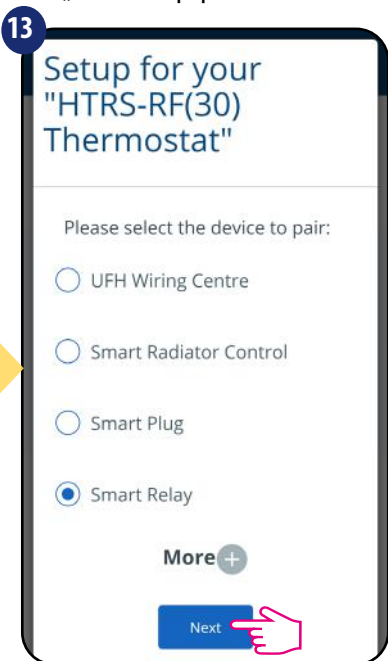 13
Setup for your
"HTRS-RF(30)
Thermostat"
Please select the device to pair:
UFH Wiring Centre
Smart Radiator Control
Smart Plug
Smart Relay
More
Next